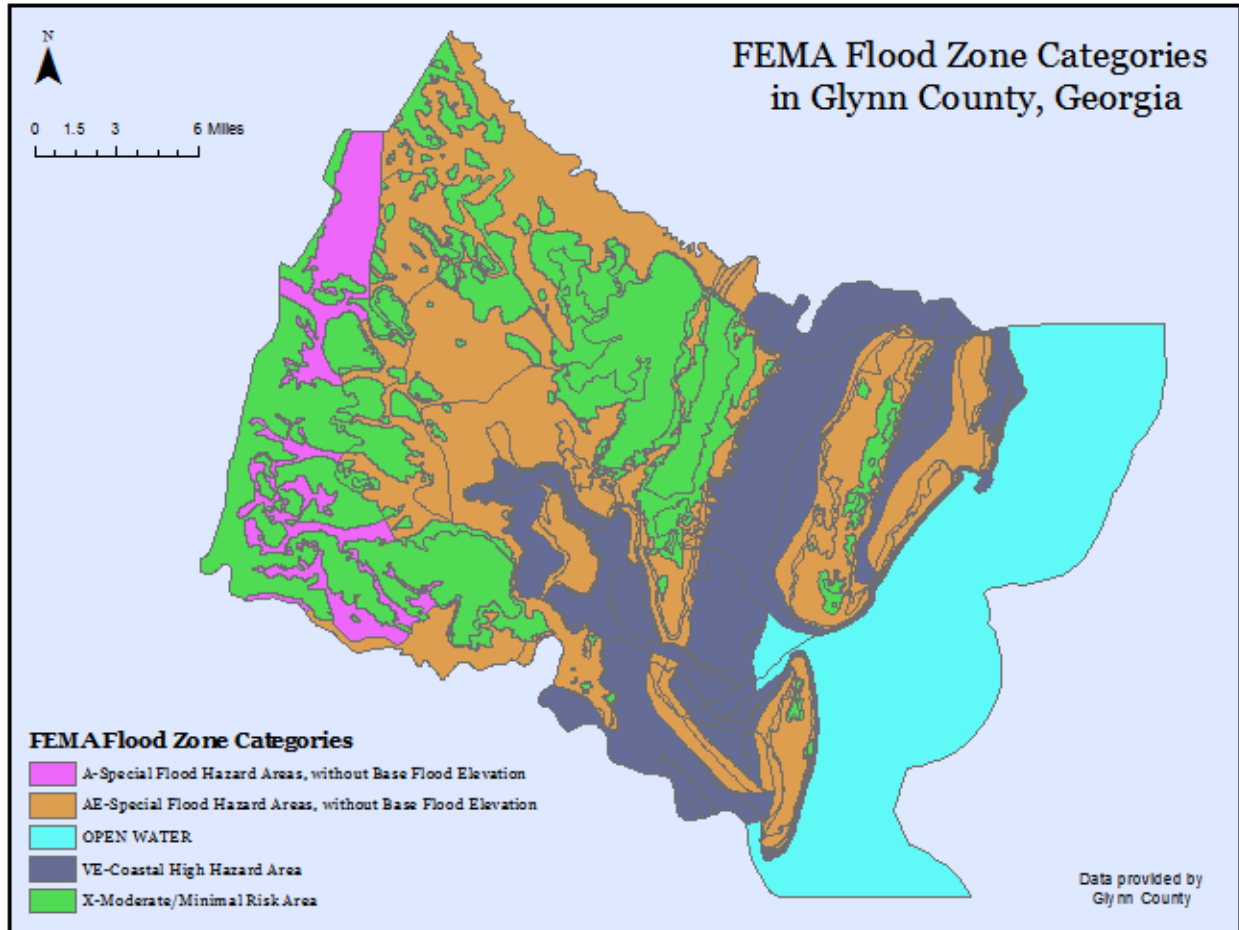 FEMA Flood Zone Categories
in Glynn County, Georgia
N
0 1.5 3 6 Miles
FEMA Flood Zone Categories
A-Special Flood Hazard Areas, without Base Flood Elevation
AE-Special Flood Hazard Areas, without Base Flood Elevation
OPEN WATER
VE-Coastal High Hazard Area
X-Moderate/Minimal Risk Area
Data provided by
Glynn County